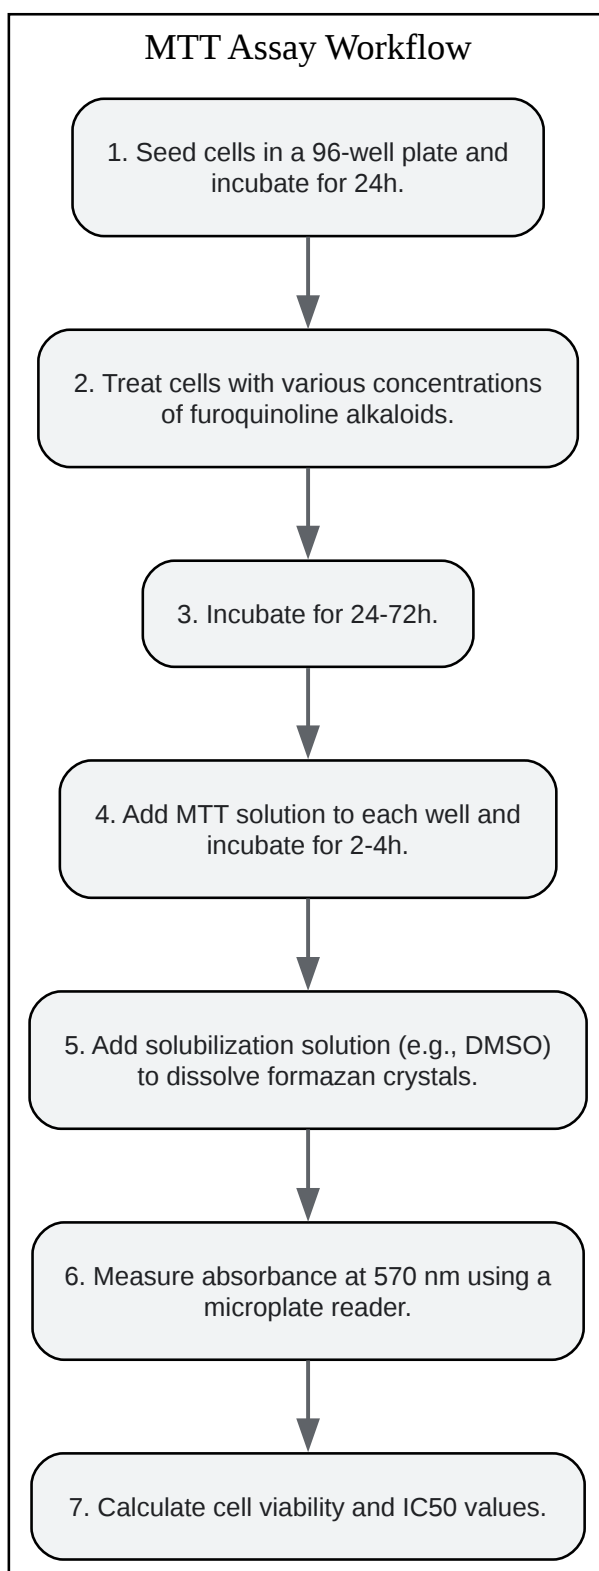 MTT Assay Workflow
1. Seed cells in a 96-well plate and
incubate for 24h.
2. Treat cells with various concentrations
of furoquinoline alkaloids.
3. Incubate for 24-72h.
4. Add MTT solution to each well and
incubate for 2-4h.
5. Add solubilization solution (e.g., DMSO)
to dissolve formazan crystals.
6. Measure absorbance at 570 nm using a
microplate reader.
7. Calculate cell viability and IC50 values.